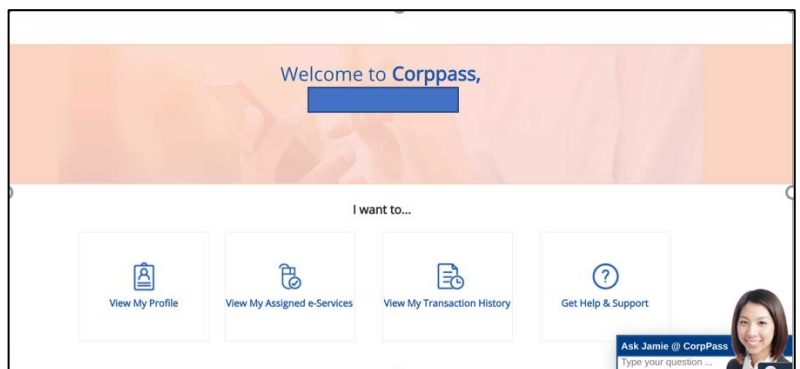 Welcome to Corppass,
I want to...
View My Profile
View My Assigned e-Services
View My Transaction History
Get Help & Support
Ask Jamie @ CorpPass
Type your question ...